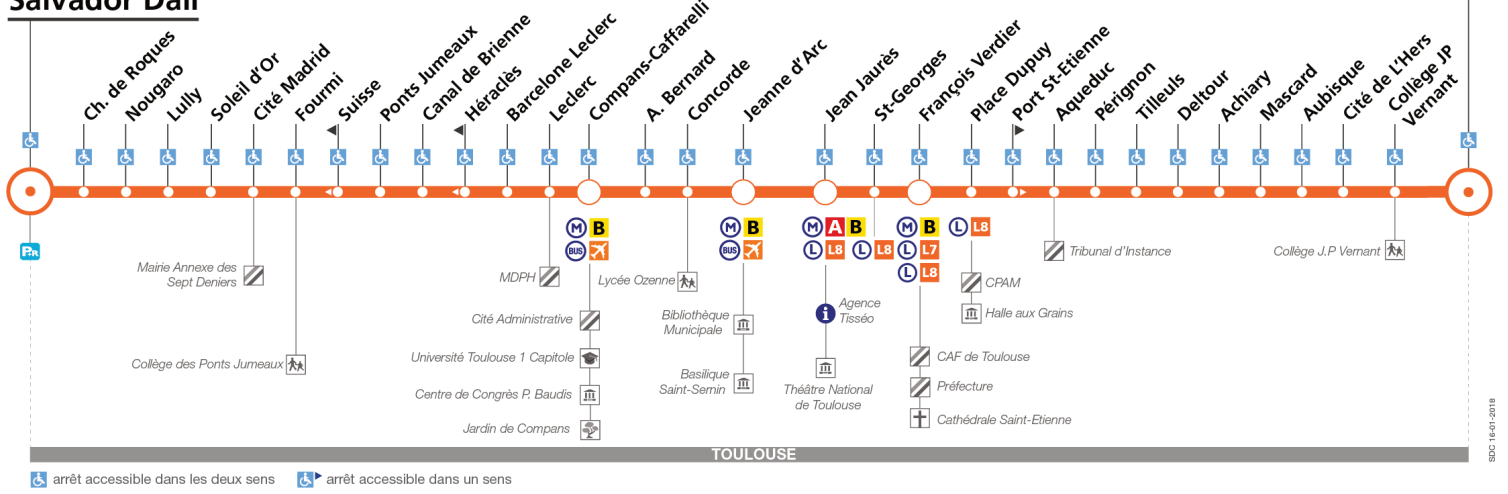 Salvador Dali
Ch. de Roques
Nougaro
Lully
Soleil d'Or
Cité Madrid
Fourmi
Suisse
Ponts Jumeaux
Canal de Brienne
Héraclès
Barcelone Leclerc
Leclerc
Compans-Caffarelli
A. Bernard
Concorde
Jeanne d'Arc
Jean Jaurès
St-Georges
François Verdier
Place Dupuy
Port St-Etienne
Aqueduc
Pérignon
Tilleuls
Deltour
Achiary
Mascard
Aubisque
Cité de L'Hers
Collège JP
Vernant
P+R
Mairie Annexe des
Sept Deniers
Collège des Ponts Jumeaux
MDPH
M B
BUS
Cité Administrative
Université Toulouse 1 Capitole
Centre de Congrès P. Baudis
Jardin de Compans
Lycée Ozenne
M B
BUS
Bibliothèque
Municipale
Basilique
Saint-Sernin
M A B
L L8
Agence
Tisséo
Théâtre National
de Toulouse
L L8
M B
L L7
L L8
CAF de Toulouse
Préfecture
Cathédrale Saint-Etienne
L L8
CPAM
Halle aux Grains
Tribunal d'Instance
Collège J.P Vernant
TOULOUSE
arrêt accessible dans les deux sens
arrêt accessible dans un sens
SDC 16-01-2018